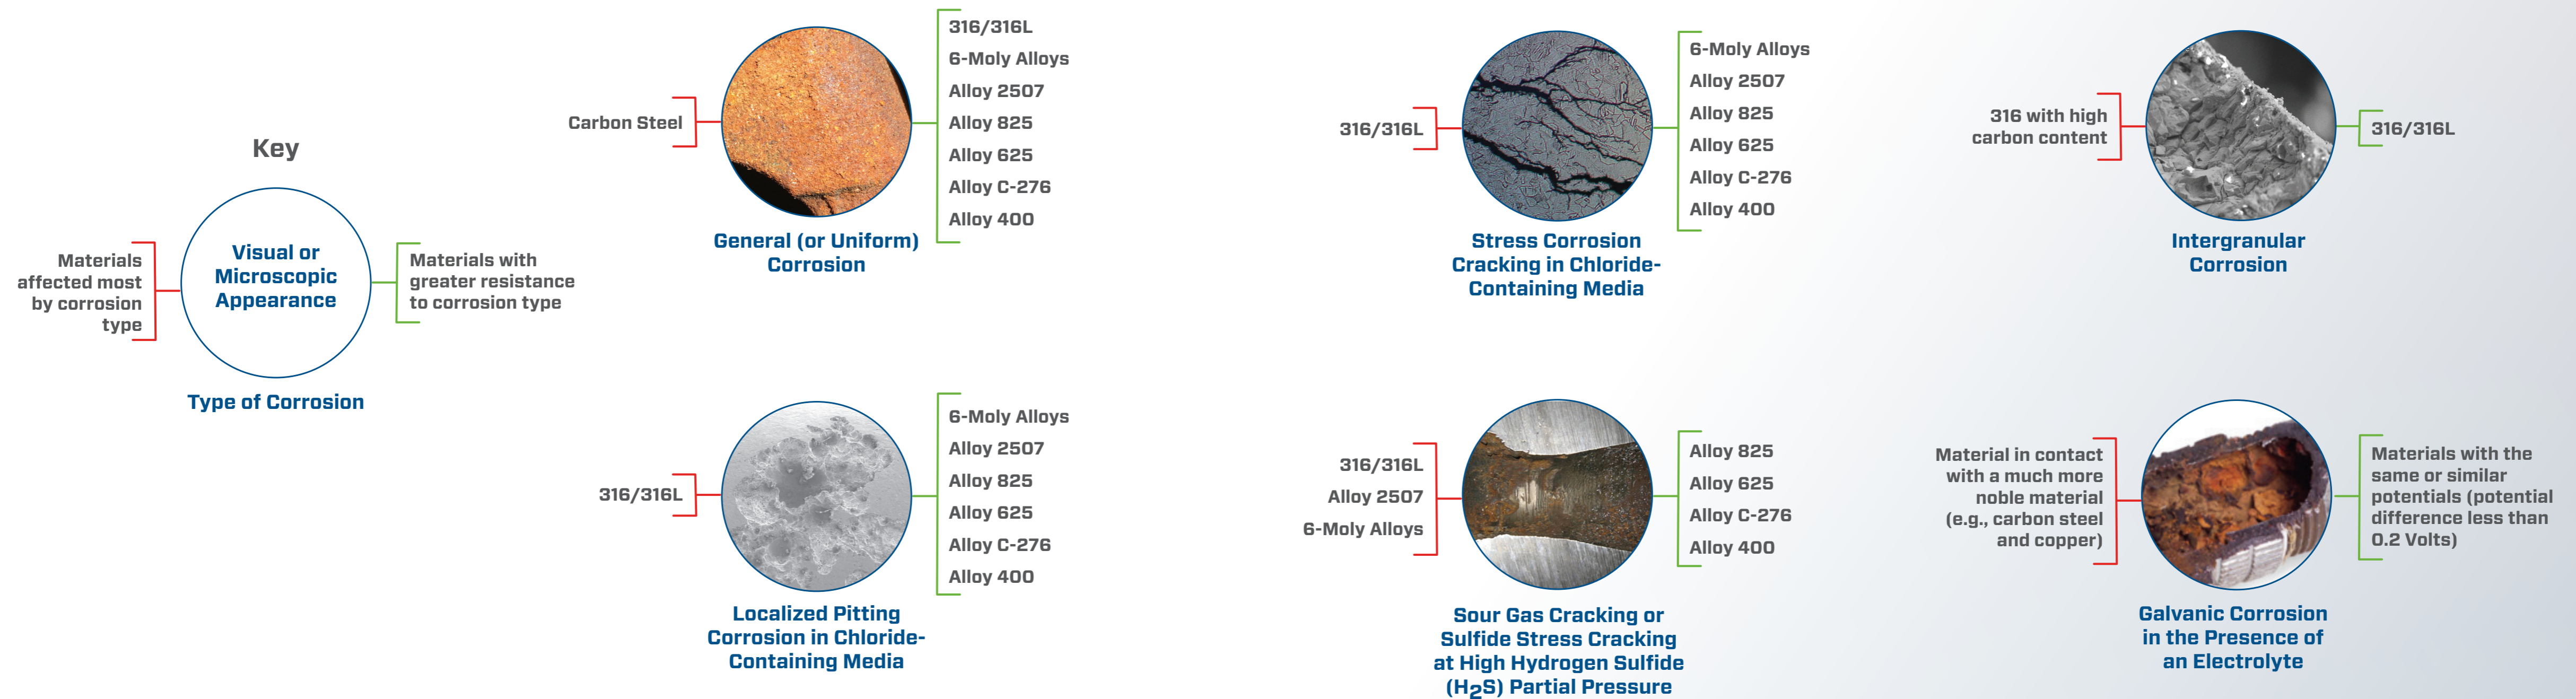 Key
Materials
affected most
by corrosion
type
Visual or
Microscopic
Appearance
Materials with
greater resistance
to corrosion type
Type of Corrosion
Carbon Steel
316/316L
6-Moly Alloys
Alloy 2507
Alloy 825
Alloy 625
Alloy C-276
Alloy 400
General (or Uniform)
Corrosion
316/316L
6-Moly Alloys
Alloy 2507
Alloy 825
Alloy 625
Alloy C-276
Alloy 400
Stress Corrosion
Cracking in Chloride-
Containing Media
316 with high
carbon content
316/316L
Intergranular
Corrosion
316/316L
6-Moly Alloys
Alloy 2507
Alloy 825
Alloy 625
Alloy C-276
Alloy 400
Localized Pitting
Corrosion in Chloride-
Containing Media
316/316L
Alloy 2507
6-Moly Alloys
Alloy 825
Alloy 625
Alloy C-276
Alloy 400
Sour Gas Cracking or
Sulfide Stress Cracking
at High Hydrogen Sulfide
(H2S) Partial Pressure
Material in contact
with a much more
noble material
(e.g., carbon steel
and copper)
Materials with the
same or similar
potentials (potential
difference less than
0.2 Volts)
Galvanic Corrosion
in the Presence of
an Electrolyte